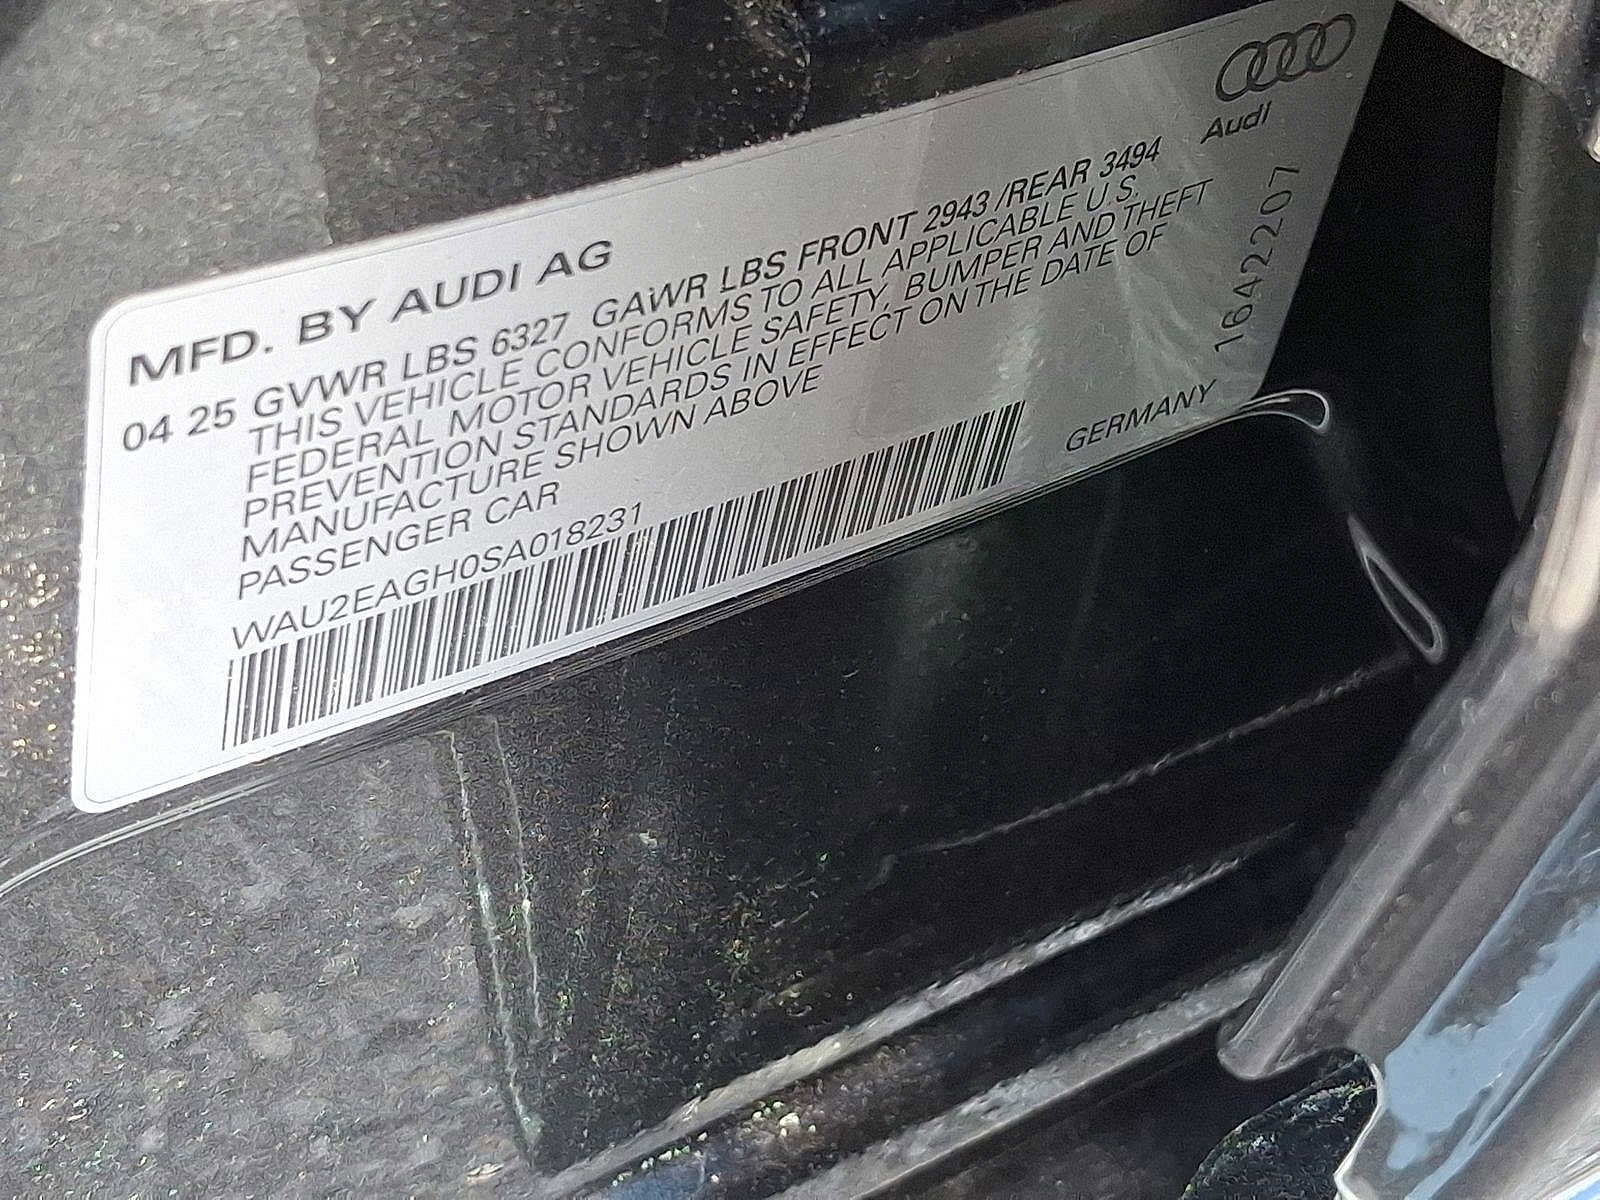 Audi
MFD. BY AUDI AG
04 25 GVWR LBS 6327 GAWR LBS FRONT 2943 /REAR 3494
THIS VEHICLE CONFORMS TO ALL APPLICABLE U.S.
FEDERAL MOTOR VEHICLE SAFETY, BUMPER AND THEFT
PREVENTION STANDARDS IN EFFECT ON THE DATE OF
MANUFACTURE SHOWN ABOVE
PASSENGER CAR
WAU2EAGH0SA018231
GERMANY
16422207